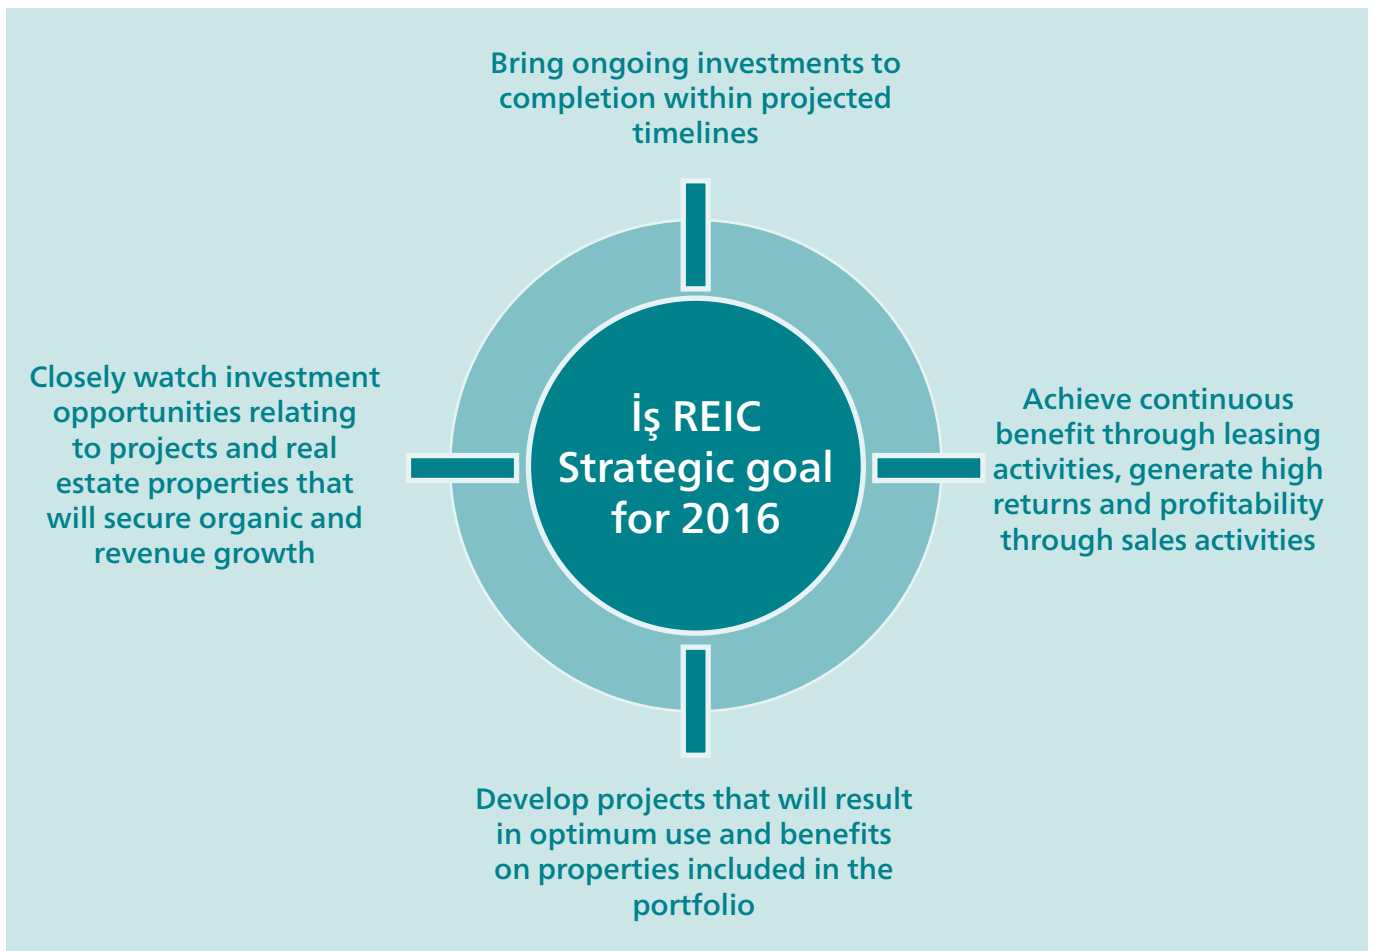 Bring ongoing investments to
completion within projected
timelines
Closely watch investment
opportunities relating
to projects and real
estate properties that
will secure organic and
revenue growth
İş REIC
Strategic goal
for 2016
Achieve continuous
benefit through leasing
activities, generate high
returns and profitability
through sales activities
Develop projects that will result
in optimum use and benefits
on properties included in the
portfolio